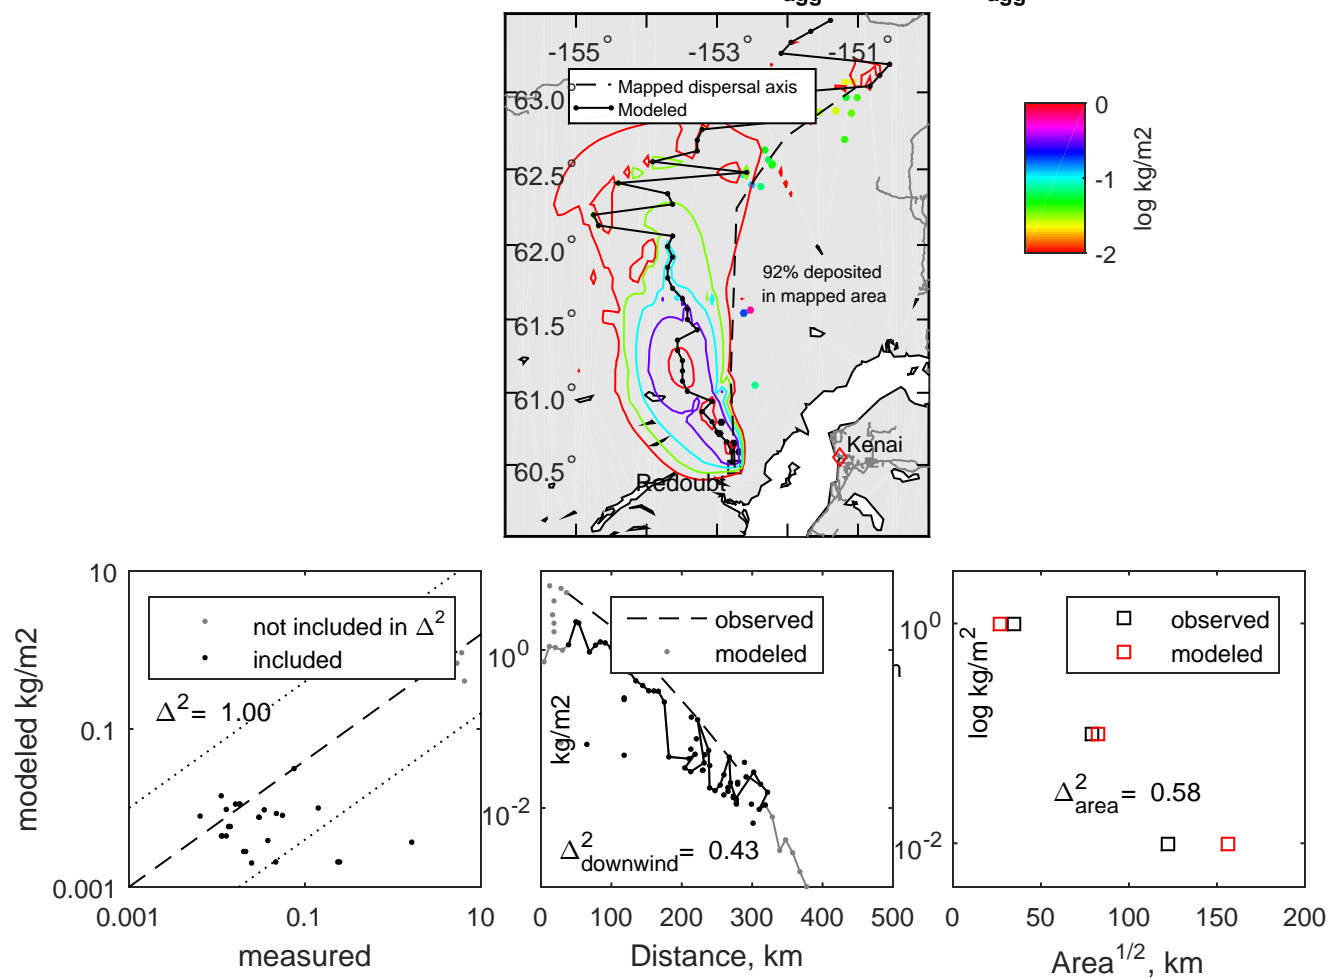 agg agg
-155° -153° -151°
Mapped dispersal axis
Modeled
63.0
62.5°
62.0°
61.5°
61.0°
60.5°
92% deposited
in mapped area
Kenai
Redoubt
0
-1
-2
log kg/m2
10
0.1
0.001
modeled kg/m2
not included in Δ²
included
Δ²= 1.00
0.001 0.1 10
measured
10⁰
10⁻²
kg/m2
observed
modeled
Δ²downwind= 0.43
0 100 200 300 400 500
Distance, km
10⁰
10⁻²
log kg/m²
observed
modeled
Δ²area= 0.58
0 50 100 150 200
Area¹/², km